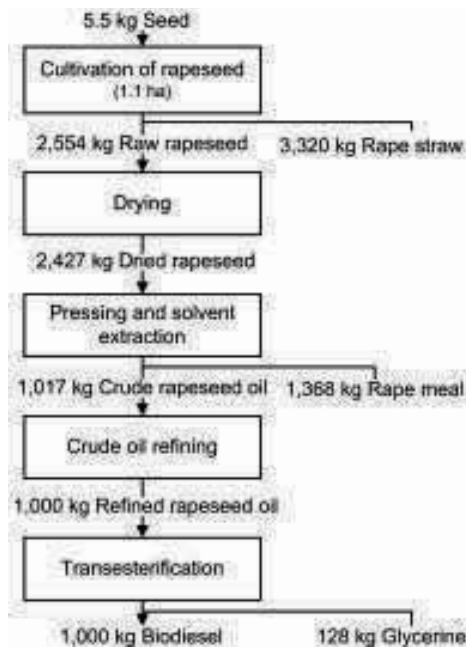 5.5 kg Seed
Cultivation of rapeseed
(1.1 ha)
2,554 kg Raw rapeseed
3,320 kg Rape straw
Drying
2,427 kg Dried rapeseed
Pressing and solvent
extraction
1,017 kg Crude rapeseed oil
1,368 kg Rape meal
Crude oil refining
1,000 kg Refined rapeseed oil
Transesterification
1,000 kg Biodiesel
128 kg Glycerine